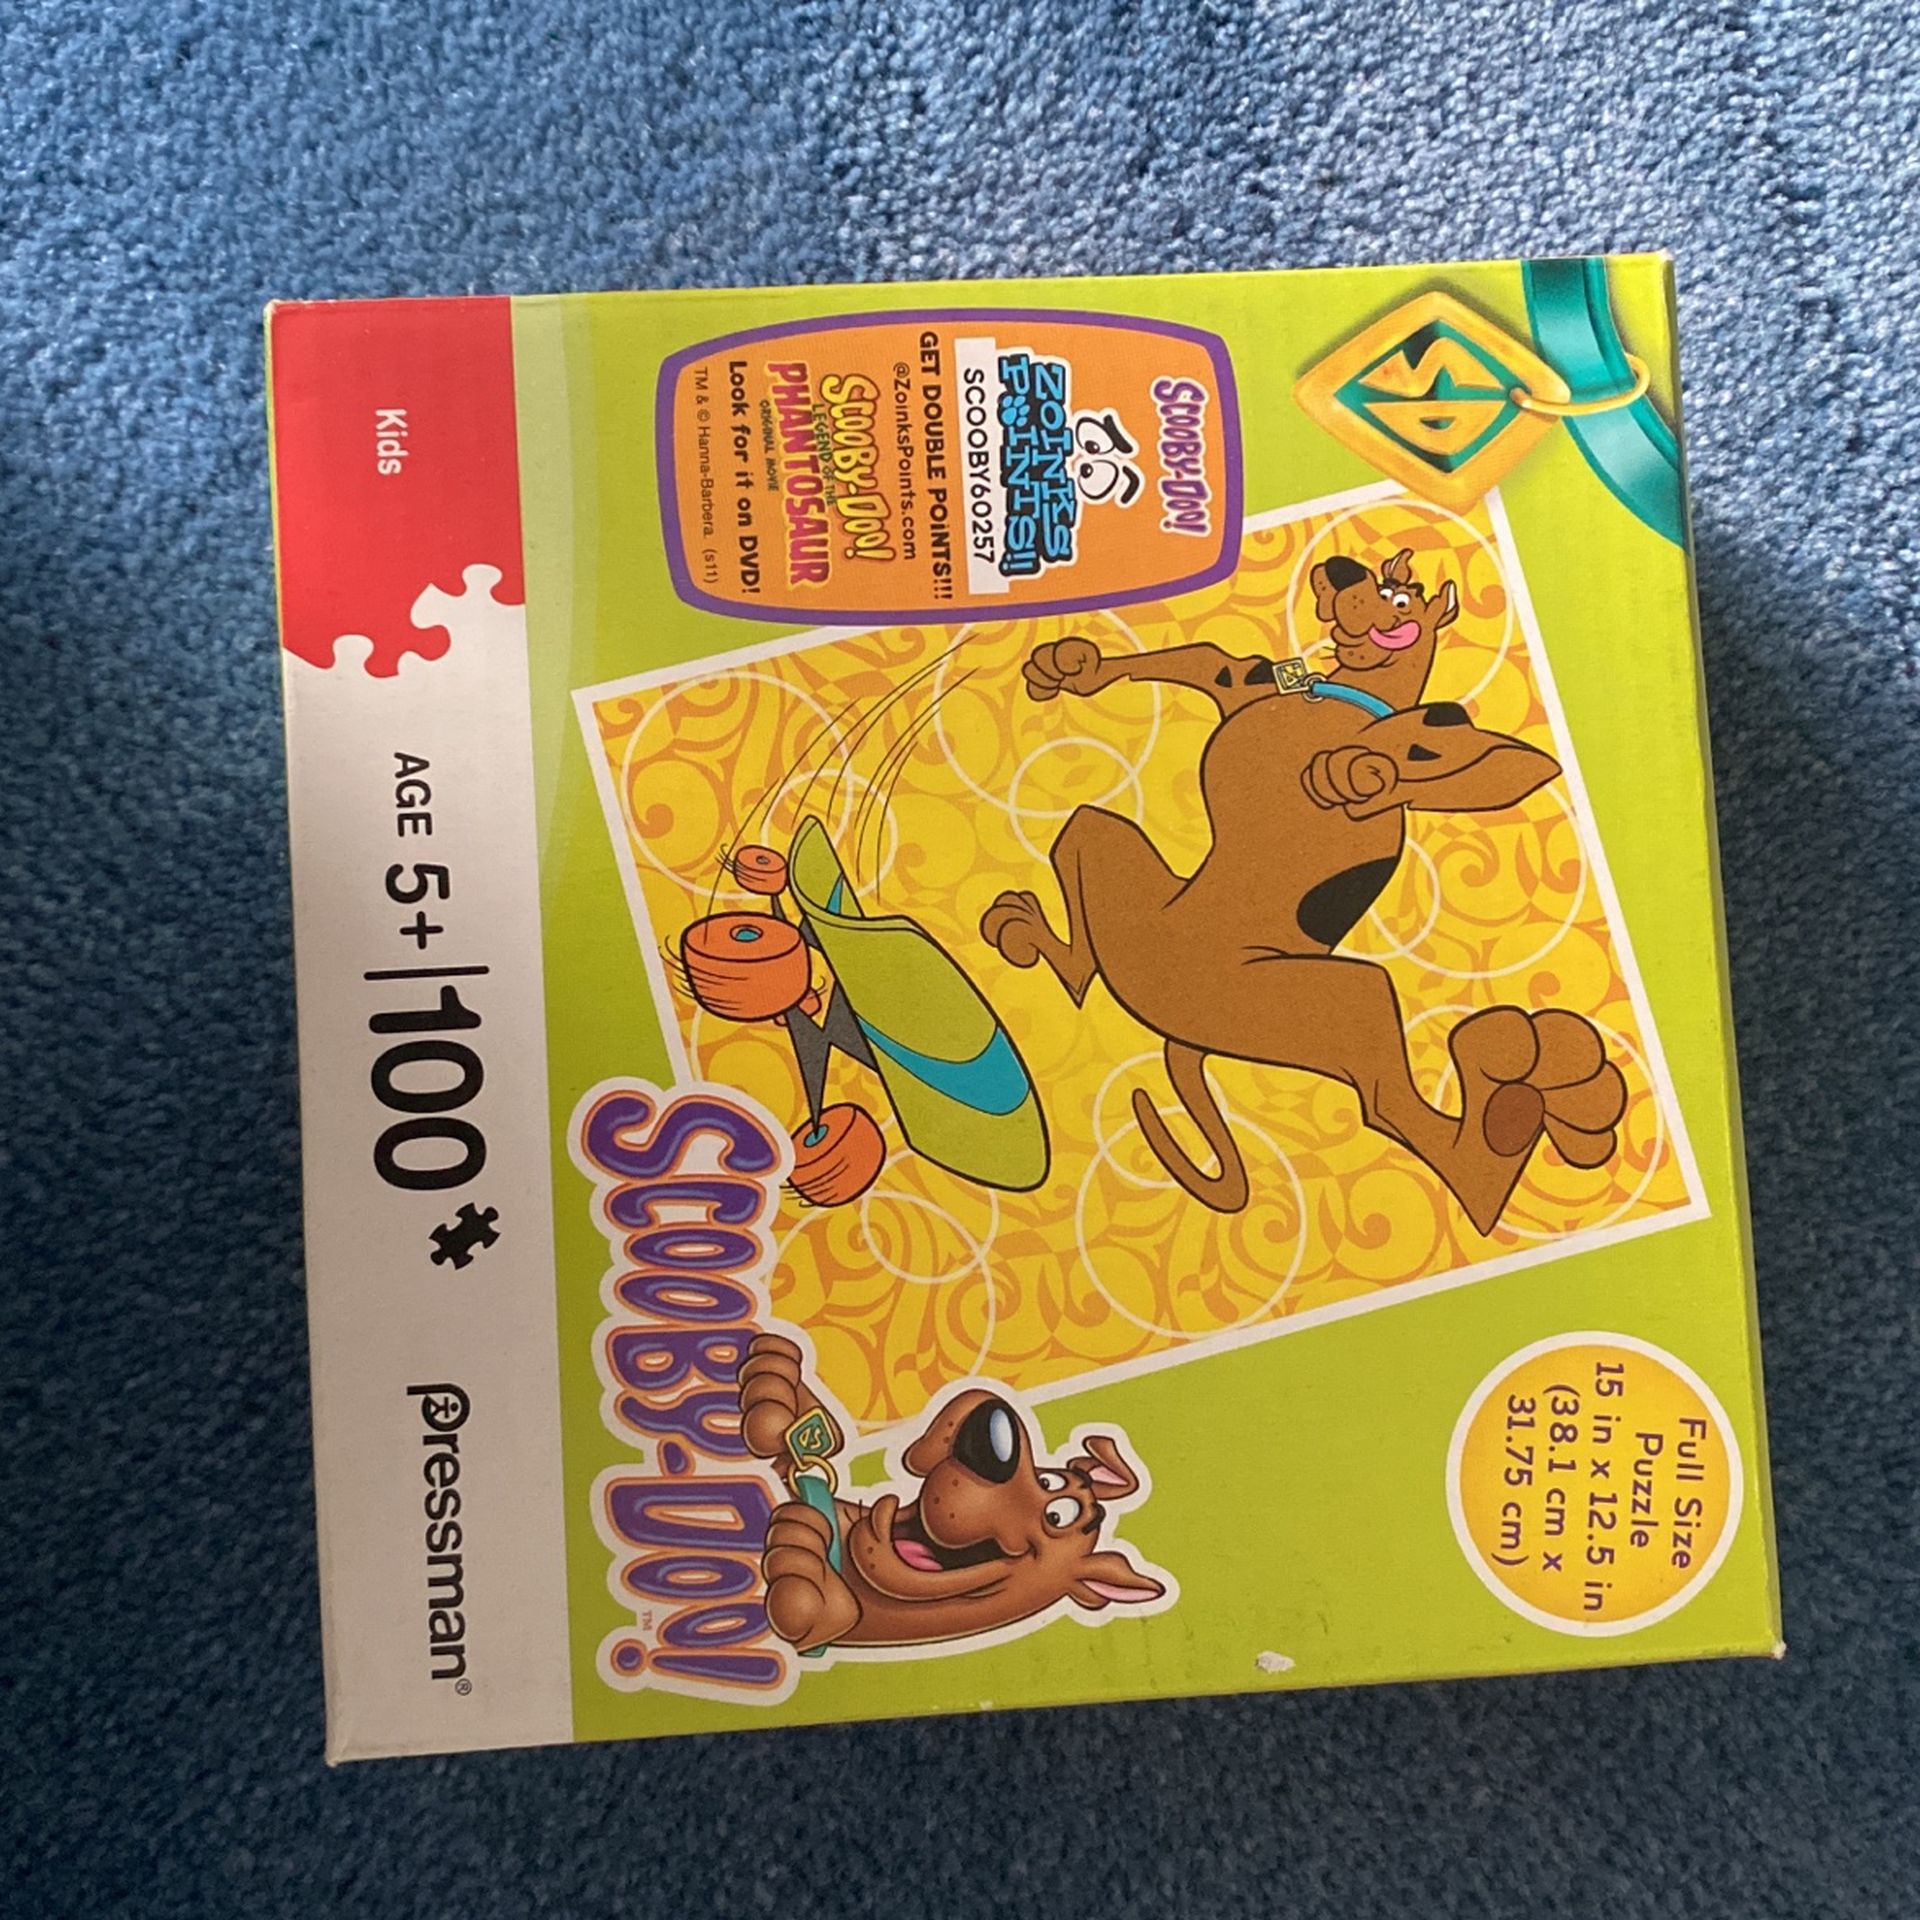 SCOOBY-DOO!
ZOINKS
POINTS!!
SCOOBY60257
GET DOUBLE POINTS!!!
@ZoinksPoints.com
SCOOBY-DOO!
LEGEND OF THE
PHANTOSAUR
ORIGINAL MOVIE
Look for it on DVD!
TM & © Hanna-Barbera. (s11)
Full Size
Puzzle
15 in x 12.5 in
(38.1 cm x
31.75 cm)
SD
SCOOBY-DOO!™
Kids
AGE 5+ | 100
Pressman®